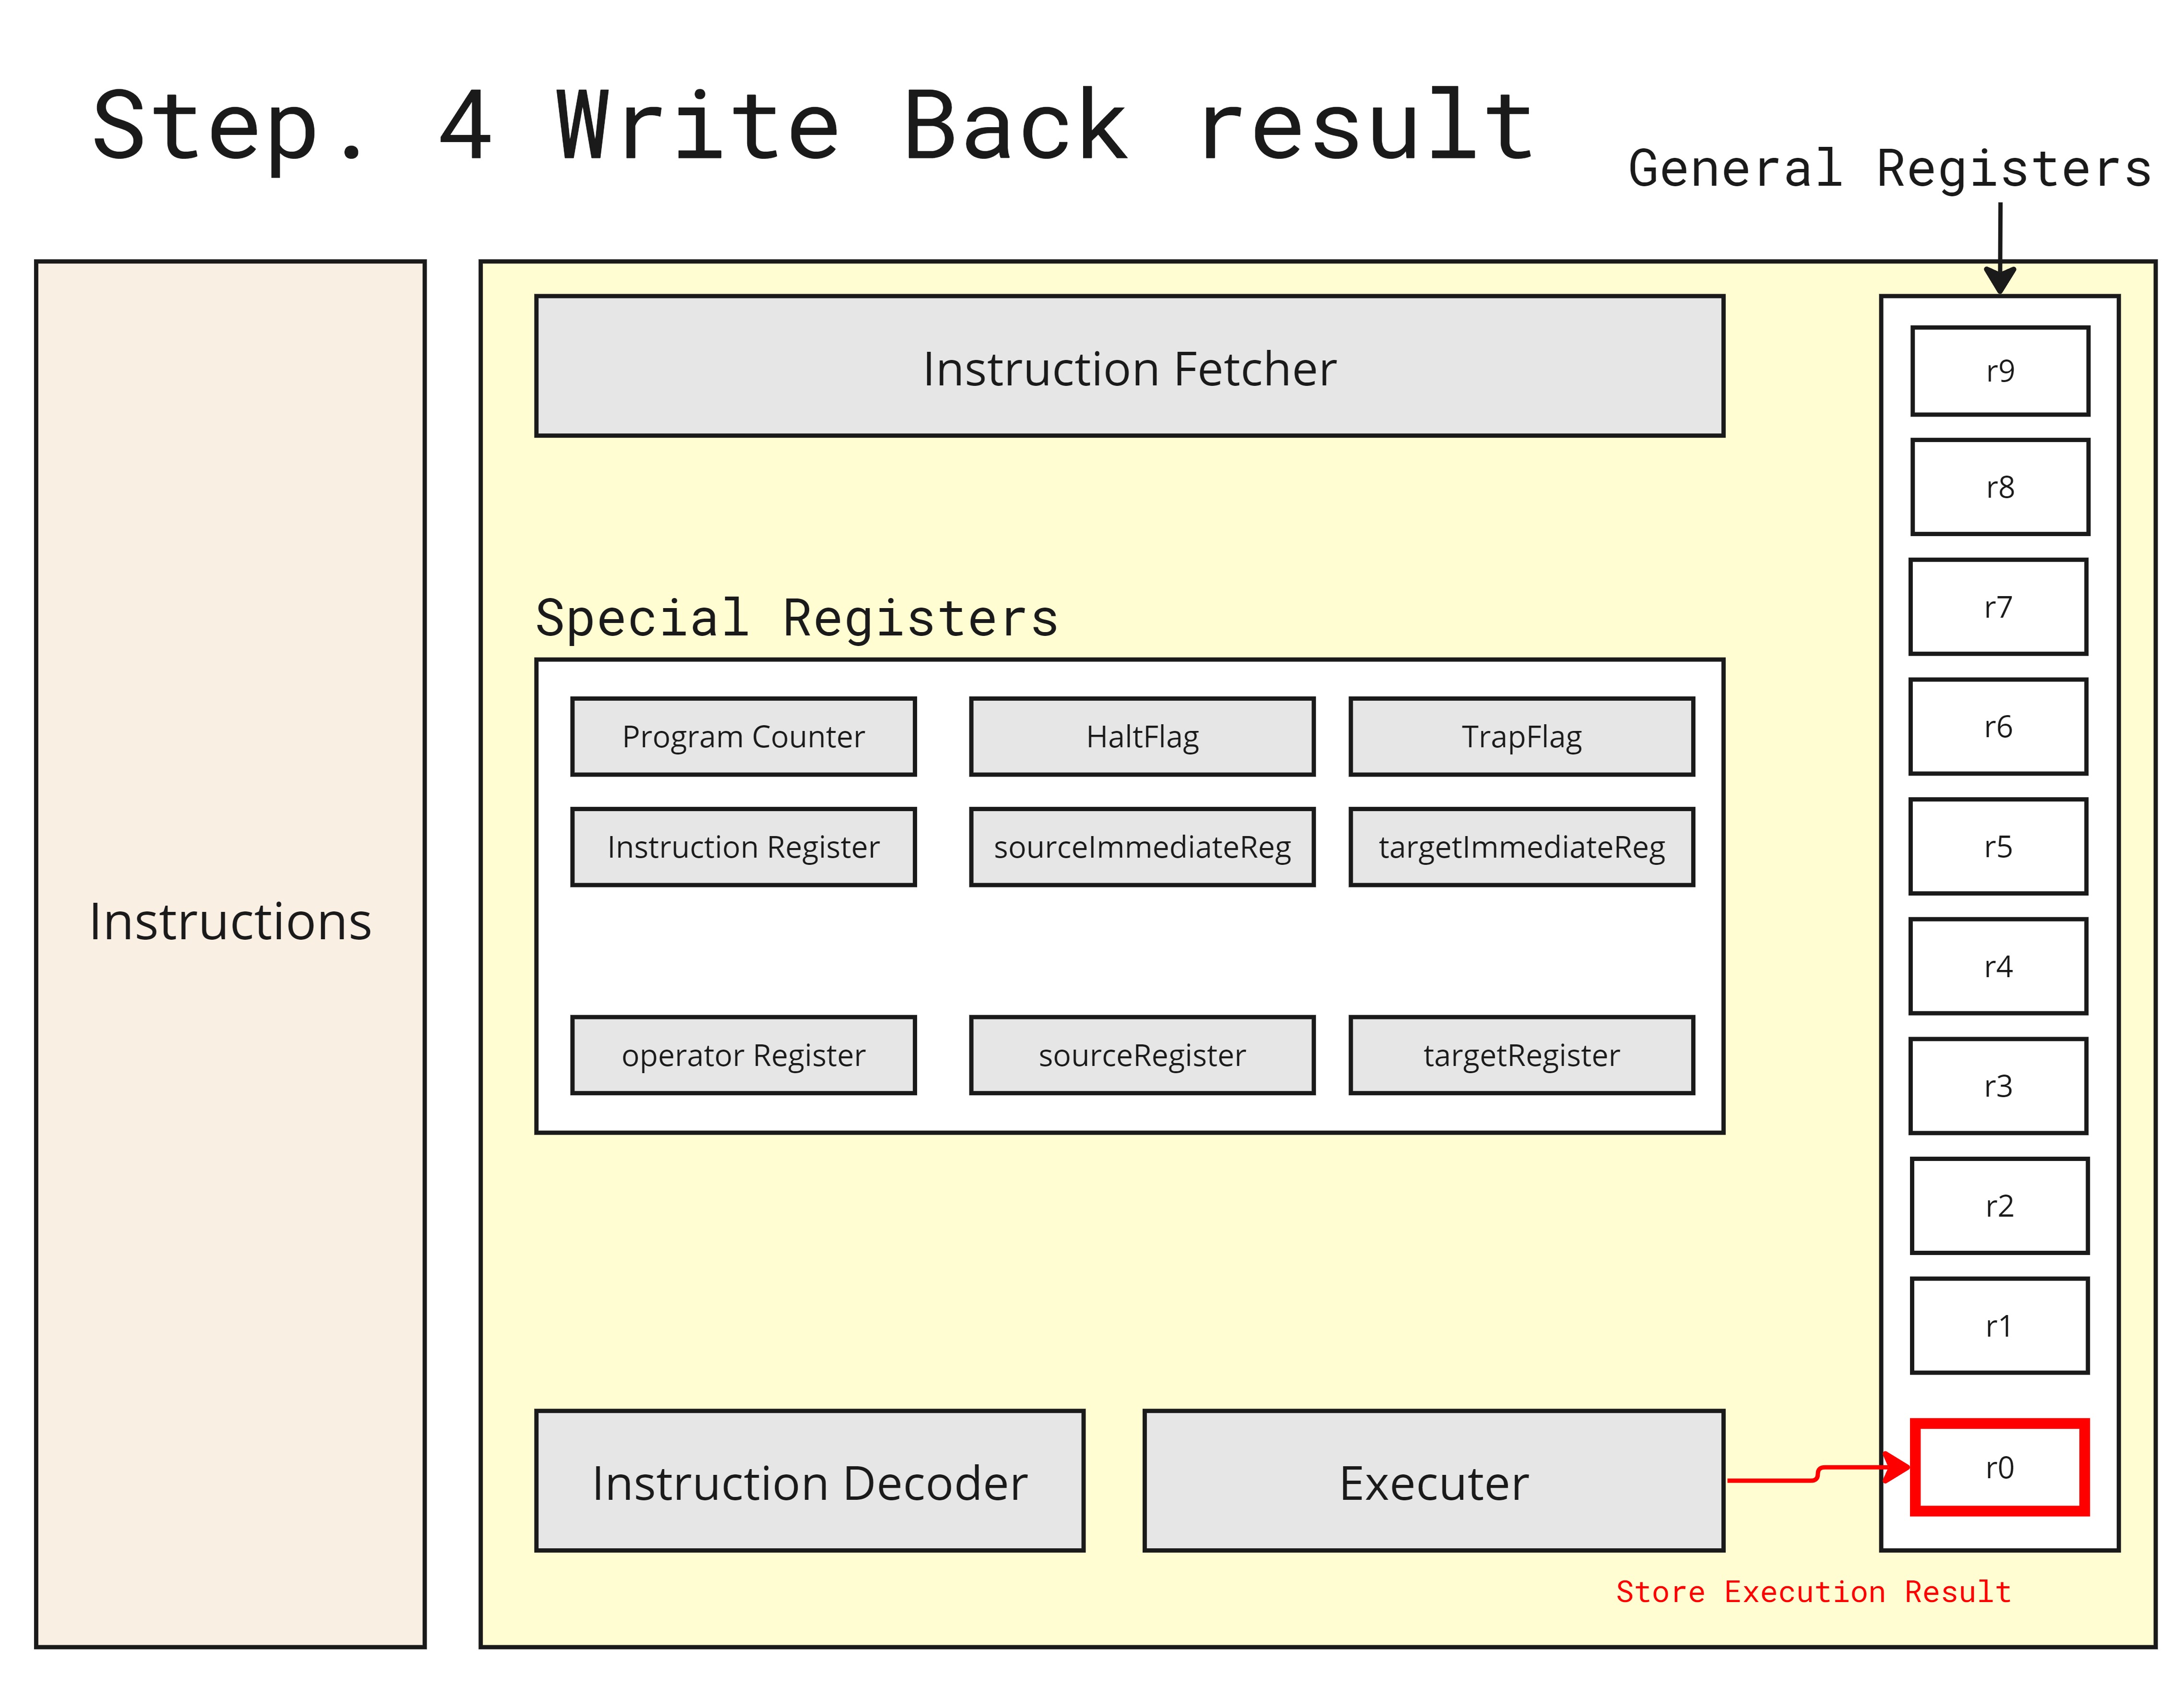 Step. 4 Write Back result
General Registers
Instruction Fetcher
r9
r8
r7
Special Registers
Program Counter
HaltFlag
TrapFlag
r6
Instruction Register
sourceImmediateReg
targetImmediateReg
r5
Instructions
r4
operator Register
sourceRegister
targetRegister
r3
r2
r1
Instruction Decoder
Executer
r0
Store Execution Result